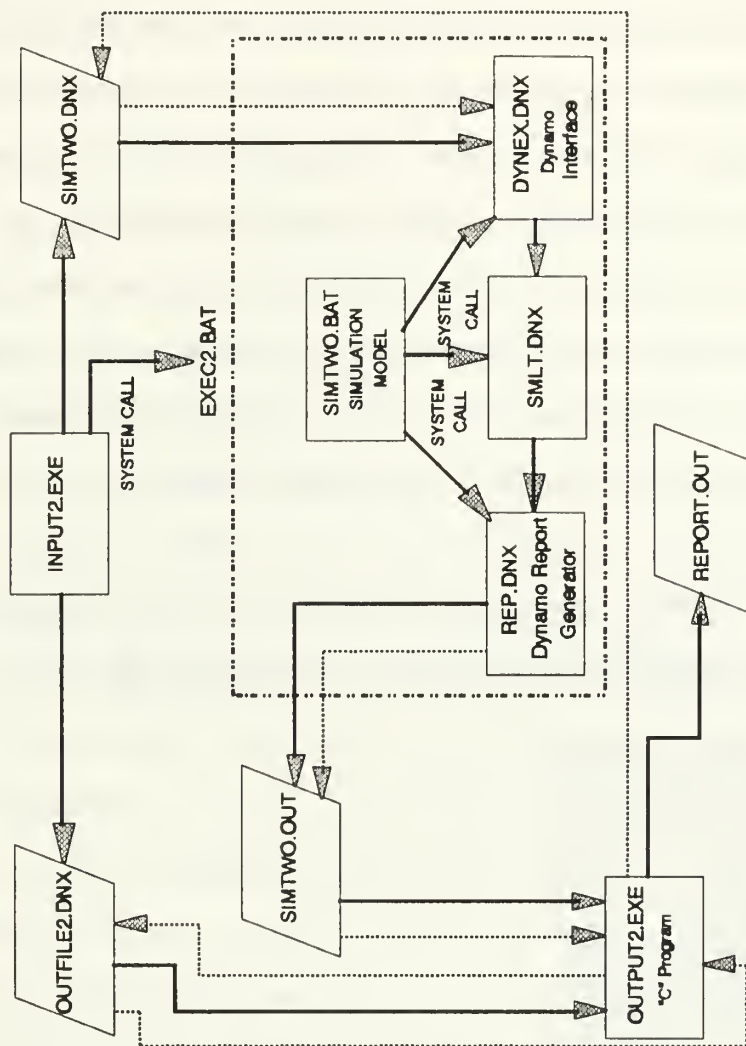 OUTFILE2.DNX
INPUT2.EXE
SIMTWO.DNX
SYSTEM CALL
EXEC2.BAT
SIMTWO.OUT
SIMTWO.BAT
SIMULATION
MODEL
SYSTEM
CALL
SYSTEM
CALL
REP.DNX
Dynamo Report
Generator
SMLT.DNX
DYNEX.DNX
Dynamo
Interface
OUTPUT2.EXE
"C" Program
REPORT.OUT